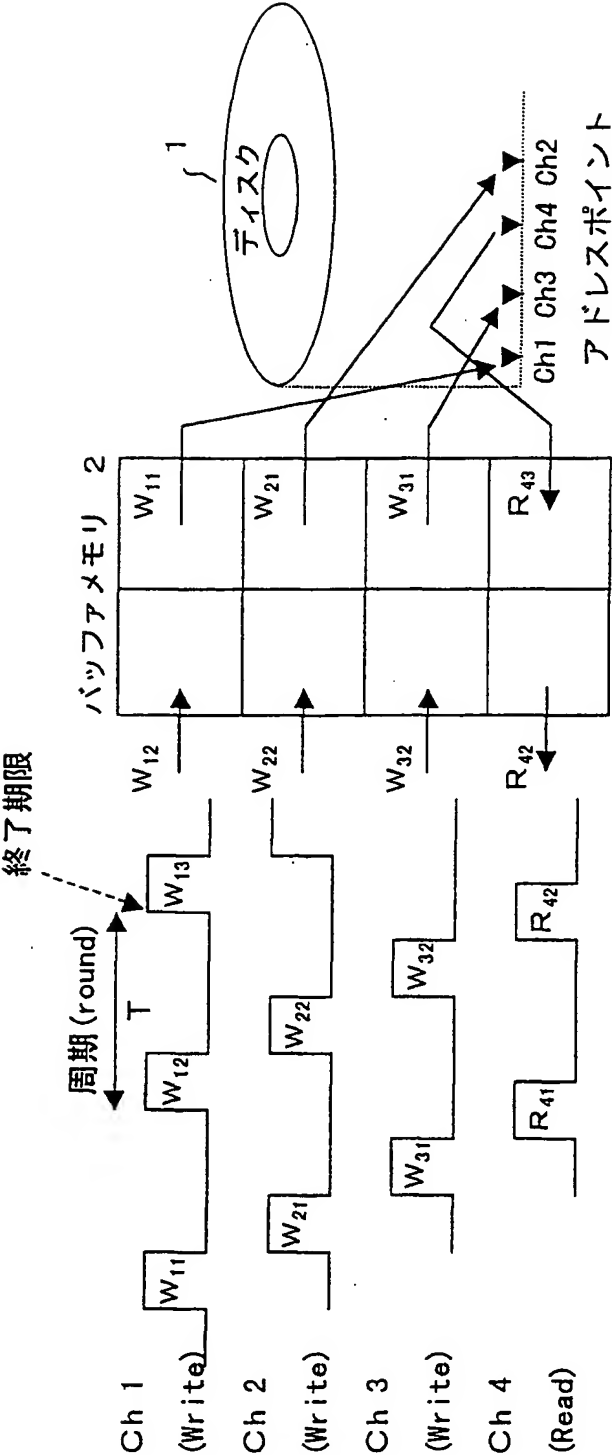 終了期限
周期(round)
T
バッファメモリ 2
ディスク
1
Ch 1
(Write)
W11
W12
W13
W12
W11
Ch 2
(Write)
W21
W22
W22
W21
Ch 3
(Write)
W31
W32
W32
W31
Ch 4
(Read)
R41
R42
R42
R43
Ch1 Ch3 Ch4 Ch2
アドレスポイント